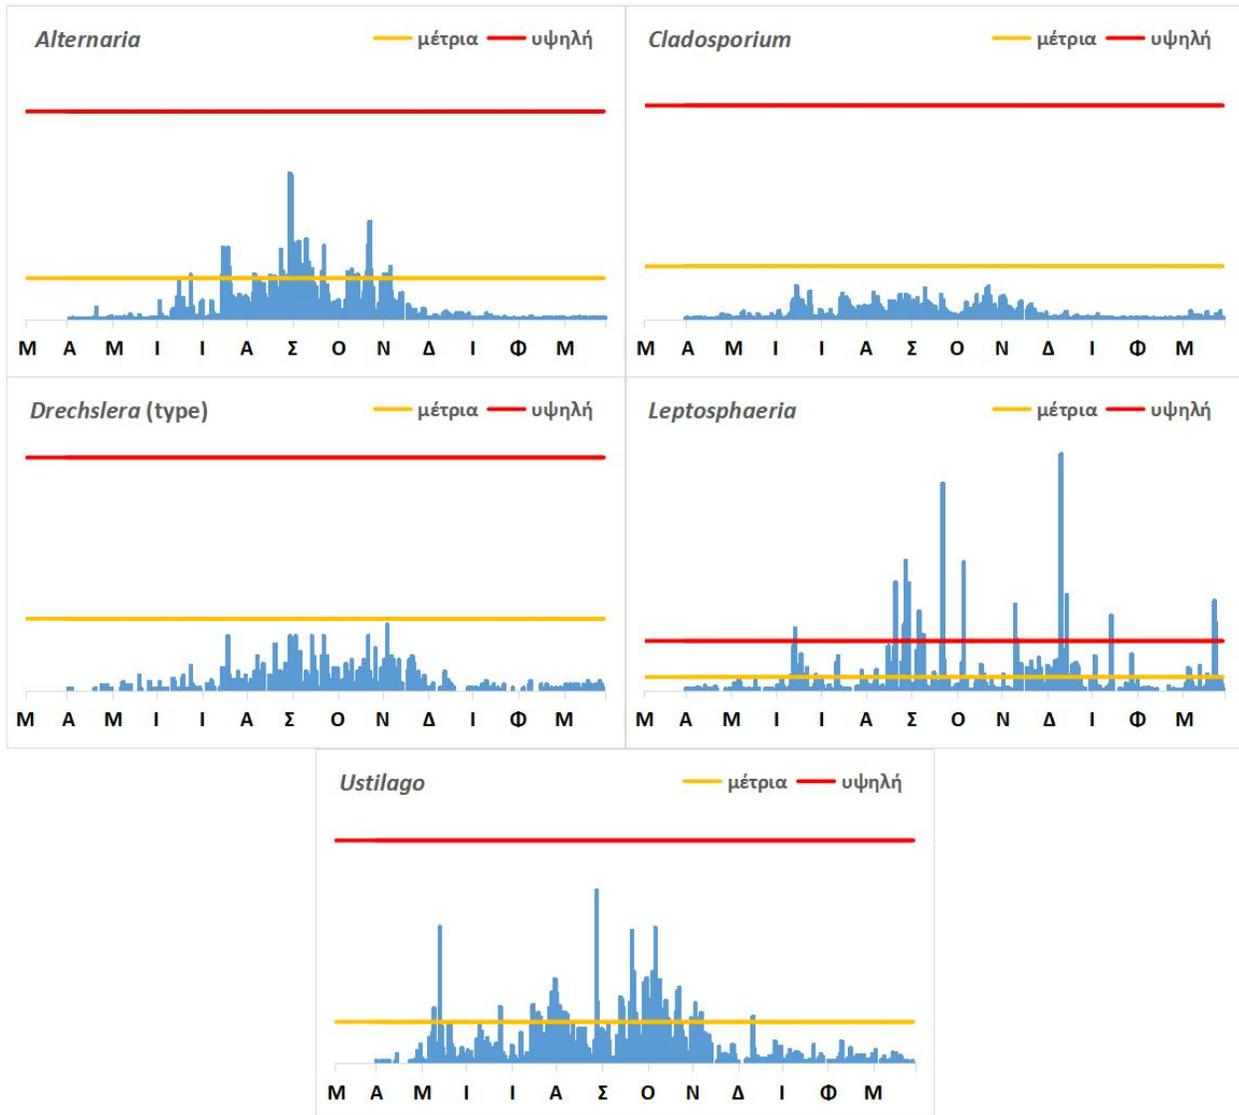 Alternaria μέτρια υψηλή
Μ Α Μ Ι Ι Α Σ Ο Ν Δ Ι Φ Μ
Cladosporium μέτρια υψηλή
Μ Α Μ Ι Ι Α Σ Ο Ν Δ Ι Φ Μ
Drechslera (type) μέτρια υψηλή
Μ Α Μ Ι Ι Α Σ Ο Ν Δ Ι Φ Μ
Leptosphaeria μέτρια υψηλή
Μ Α Μ Ι Ι Α Σ Ο Ν Δ Ι Φ Μ
Ustilago μέτρια υψηλή
Μ Α Μ Ι Ι Α Σ Ο Ν Δ Ι Φ Μ